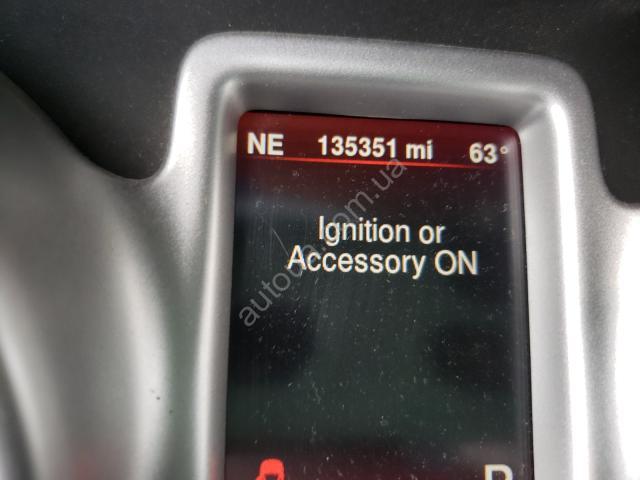 NE 135351 mi 63°
Ignition or
Accessory ON
P